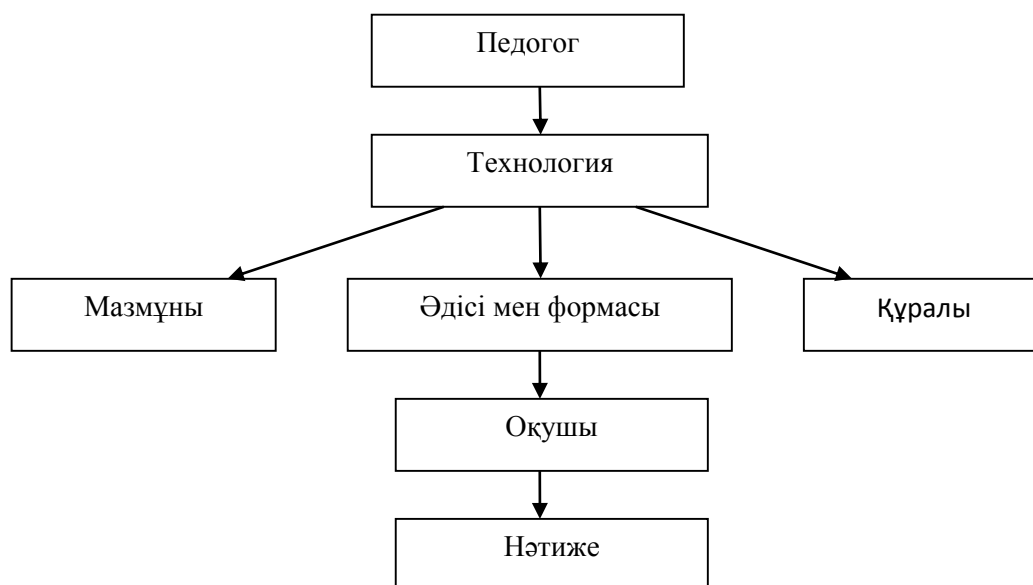 Педогог
Технология
Мазмұны
Әдісі мен формасы
Құралы
Оқушы
Нәтиже